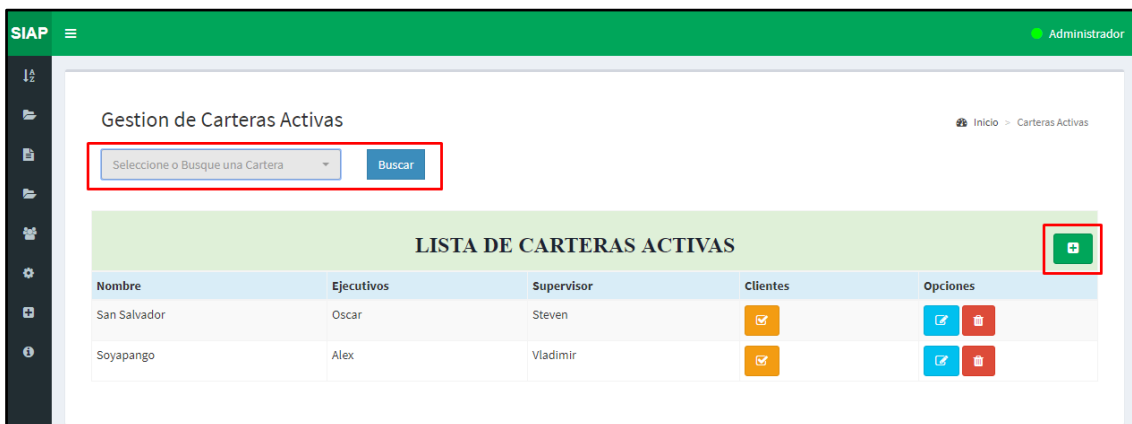 SIAP
Administrador
Gestion de Carteras Activas
Inicio > Carteras Activas
Seleccione o Busque una Cartera
Buscar
LISTA DE CARTERAS ACTIVAS
Nombre Ejecutivos Supervisor Clientes Opciones
San Salvador Oscar Steven
Soyapango Alex Vladimir